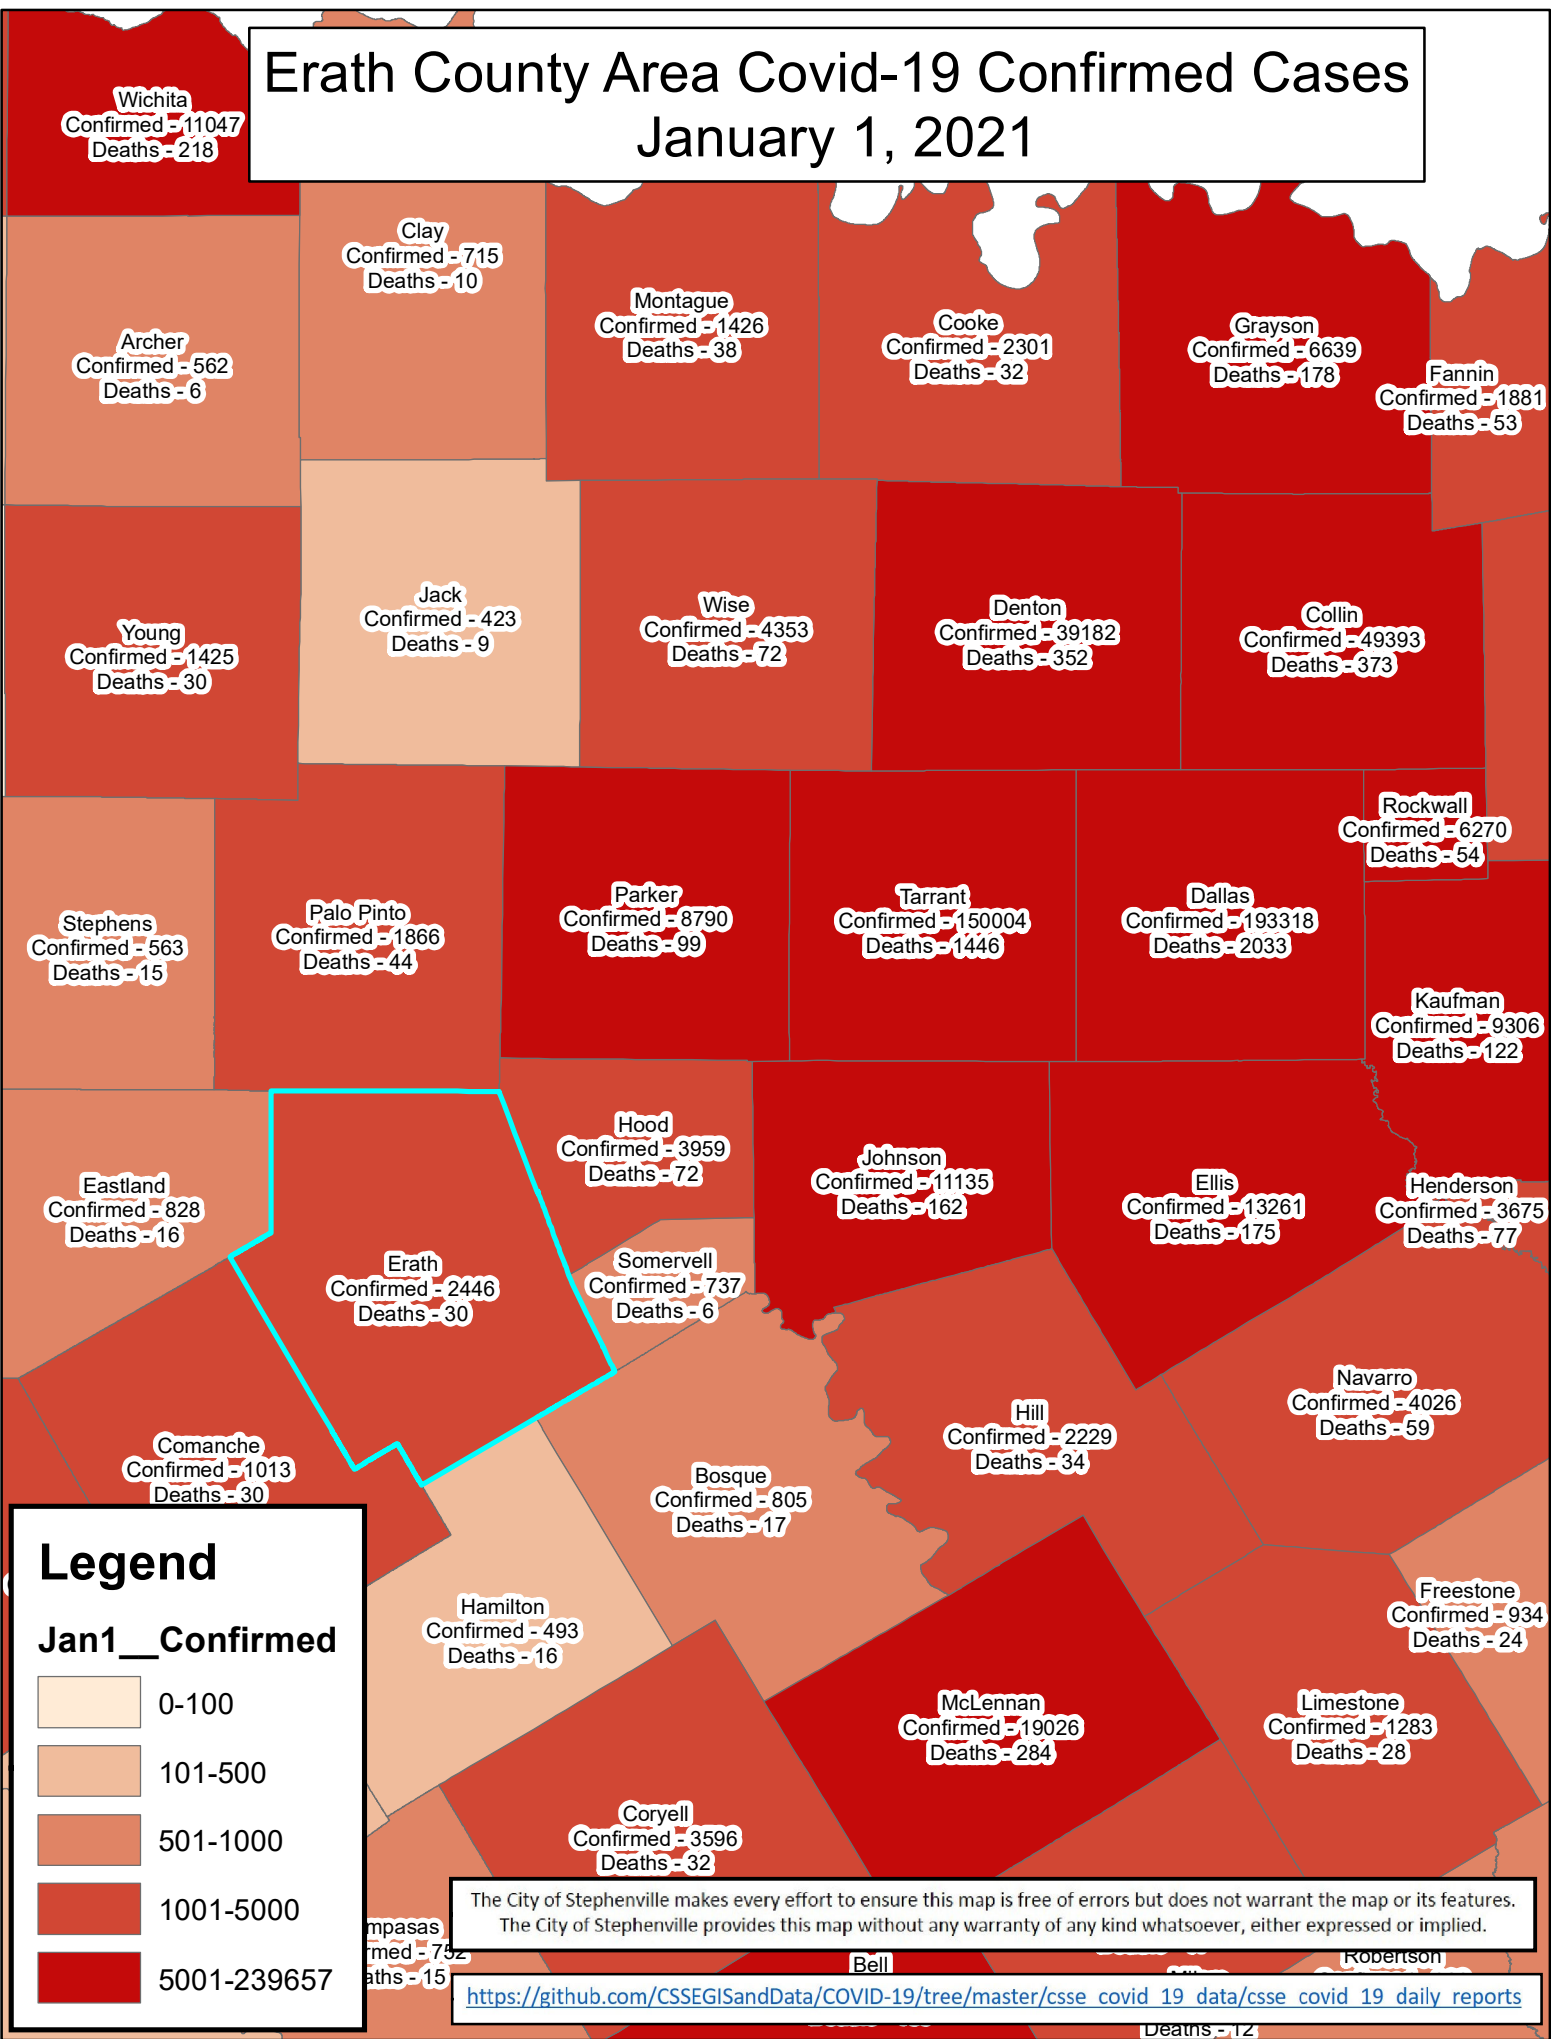 Erath County Area Covid-19 Confirmed Cases
January 1, 2021
Wichita
Confirmed - 11047
Deaths - 218
Clay
Confirmed - 715
Deaths - 10
Montague
Confirmed - 1426
Deaths - 38
Cooke
Confirmed - 2301
Deaths - 32
Grayson
Confirmed - 6639
Deaths - 178
Fannin
Confirmed - 1881
Deaths - 53
Archer
Confirmed - 562
Deaths - 6
Young
Confirmed - 1425
Deaths - 30
Jack
Confirmed - 423
Deaths - 9
Wise
Confirmed - 4353
Deaths - 72
Denton
Confirmed - 39182
Deaths - 352
Collin
Confirmed - 49393
Deaths - 373
Rockwall
Confirmed - 6270
Deaths - 54
Stephens
Confirmed - 563
Deaths - 15
Palo Pinto
Confirmed - 1866
Deaths - 44
Parker
Confirmed - 8790
Deaths - 99
Tarrant
Confirmed - 150004
Deaths - 1446
Dallas
Confirmed - 193318
Deaths - 2033
Kaufman
Confirmed - 9306
Deaths - 122
Eastland
Confirmed - 828
Deaths - 16
Erath
Confirmed - 2446
Deaths - 30
Hood
Confirmed - 3959
Deaths - 72
Somervell
Confirmed - 737
Deaths - 6
Johnson
Confirmed - 11135
Deaths - 162
Ellis
Confirmed - 13261
Deaths - 175
Henderson
Confirmed - 3675
Deaths - 77
Comanche
Confirmed - 1013
Deaths - 30
Bosque
Confirmed - 805
Deaths - 17
Hill
Confirmed - 2229
Deaths - 34
Navarro
Confirmed - 4026
Deaths - 59
Hamilton
Confirmed - 493
Deaths - 16
Freestone
Confirmed - 934
Deaths - 24
McLennan
Confirmed - 19026
Deaths - 284
Limestone
Confirmed - 1283
Deaths - 28
Coryell
Confirmed - 3596
Deaths - 32
mpasas
rmed - 752
aths - 15
Bell
Robertson
Deaths - 12
Legend
Jan1__Confirmed
0-100
101-500
501-1000
1001-5000
5001-239657
The City of Stephenville makes every effort to ensure this map is free of errors but does not warrant the map or its features.
The City of Stephenville provides this map without any warranty of any kind whatsoever, either expressed or implied.
https://github.com/CSSEGISandData/COVID-19/tree/master/csse_covid_19_data/csse_covid_19_daily_reports